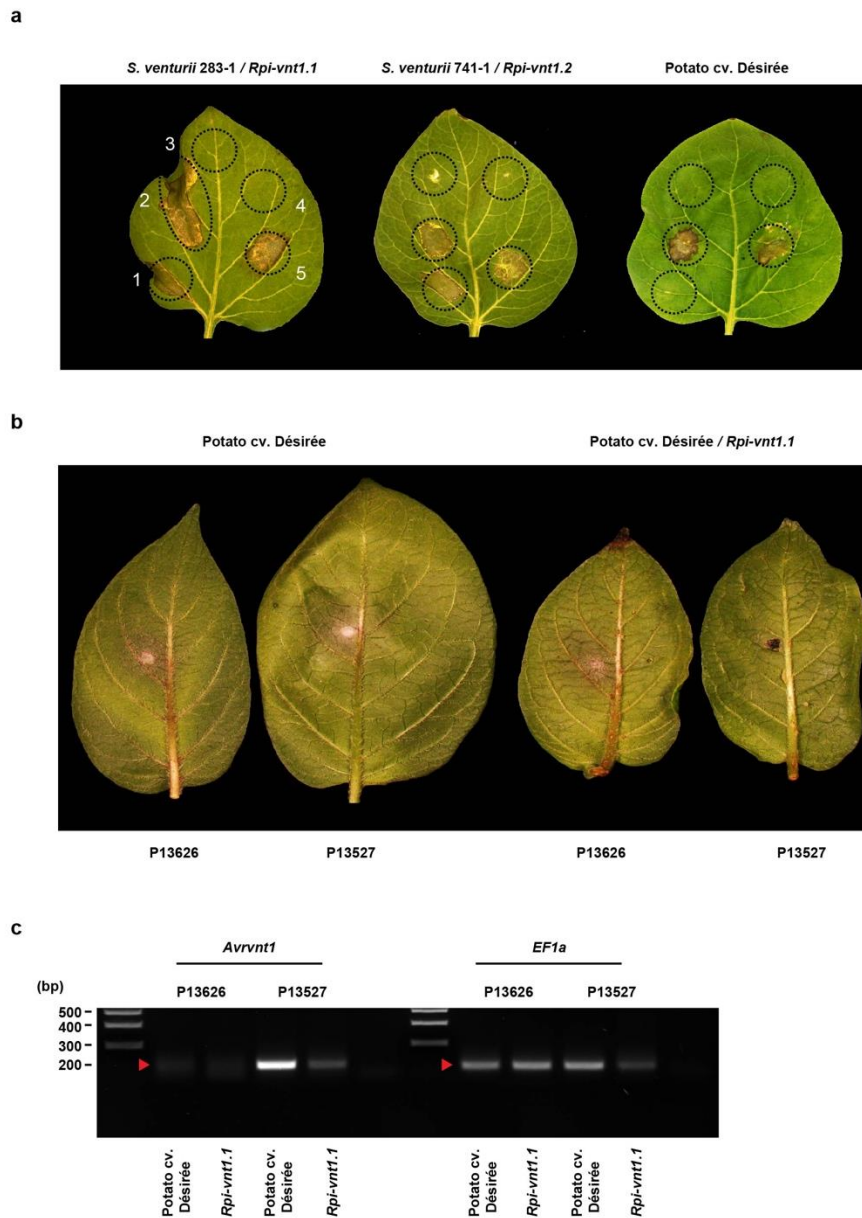 a
S. venturii 283-1 / Rpi-vnt1.1
S. venturii 741-1 / Rpi-vnt1.2
Potato cv. Désirée
3
2
4
1
5
b
Potato cv. Désirée
Potato cv. Désirée / Rpi-vnt1.1
P13626
P13527
P13626
P13527
c
Avrvnt1
EF1a
(bp)
P13626
P13527
P13626
P13527
500
400
300
200
Potato cv.
Désirée
Rpi-vnt1.1
Potato cv.
Désirée
Rpi-vnt1.1
Potato cv.
Désirée
Rpi-vnt1.1
Potato cv.
Désirée
Rpi-vnt1.1